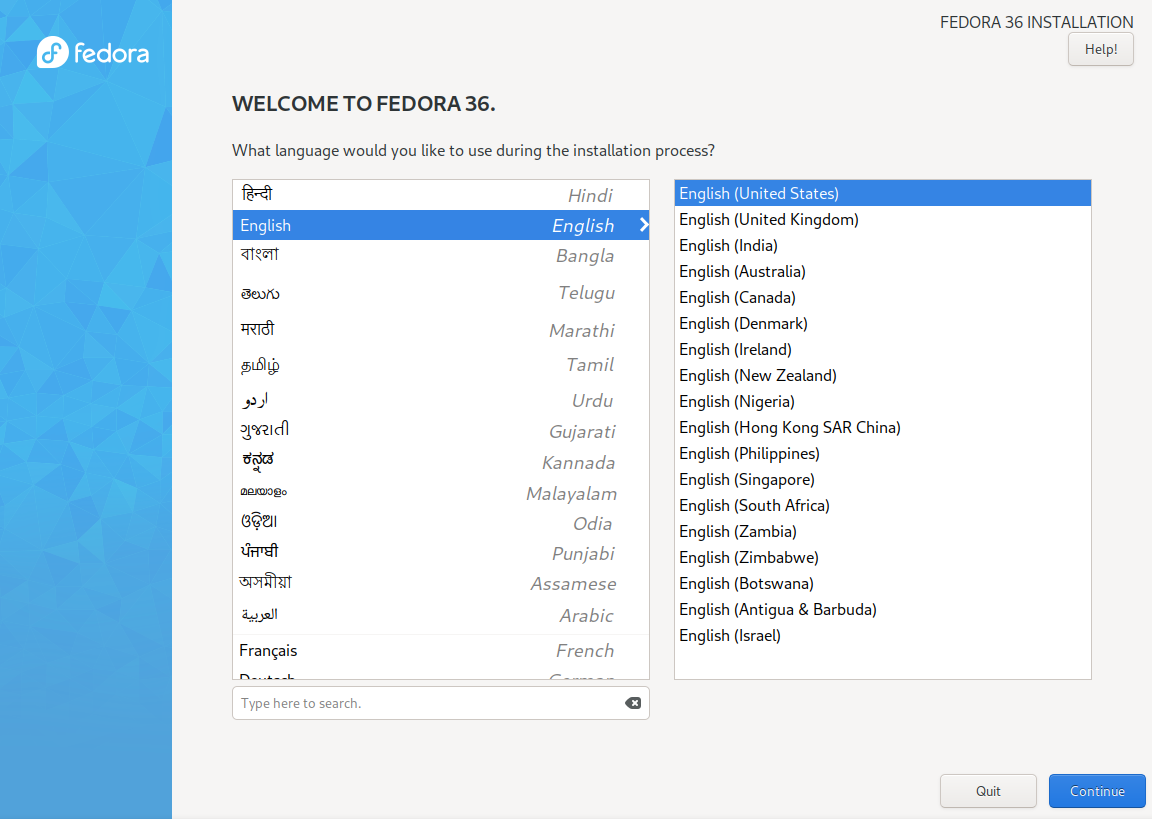 fedora
FEDORA 36 INSTALLATION
Help!
WELCOME TO FEDORA 36.
What language would you like to use during the installation process?
हिन्दी Hindi
English English
বাংলা Bangla
తెలుగు Telugu
मराठी Marathi
தமிழ் Tamil
اردو Urdu
ગુજરાતી Gujarati
ಕನ್ನಡ Kannada
മലയാളം Malayalam
ଓଡ଼ିଆ Odia
ਪੰਜਾਬੀ Punjabi
অসমীয়া Assamese
العربية Arabic
Français French
Deutsch German
Type here to search.
English (United States)
English (United Kingdom)
English (India)
English (Australia)
English (Canada)
English (Denmark)
English (Ireland)
English (New Zealand)
English (Nigeria)
English (Hong Kong SAR China)
English (Philippines)
English (Singapore)
English (South Africa)
English (Zambia)
English (Zimbabwe)
English (Botswana)
English (Antigua & Barbuda)
English (Israel)
Quit
Continue